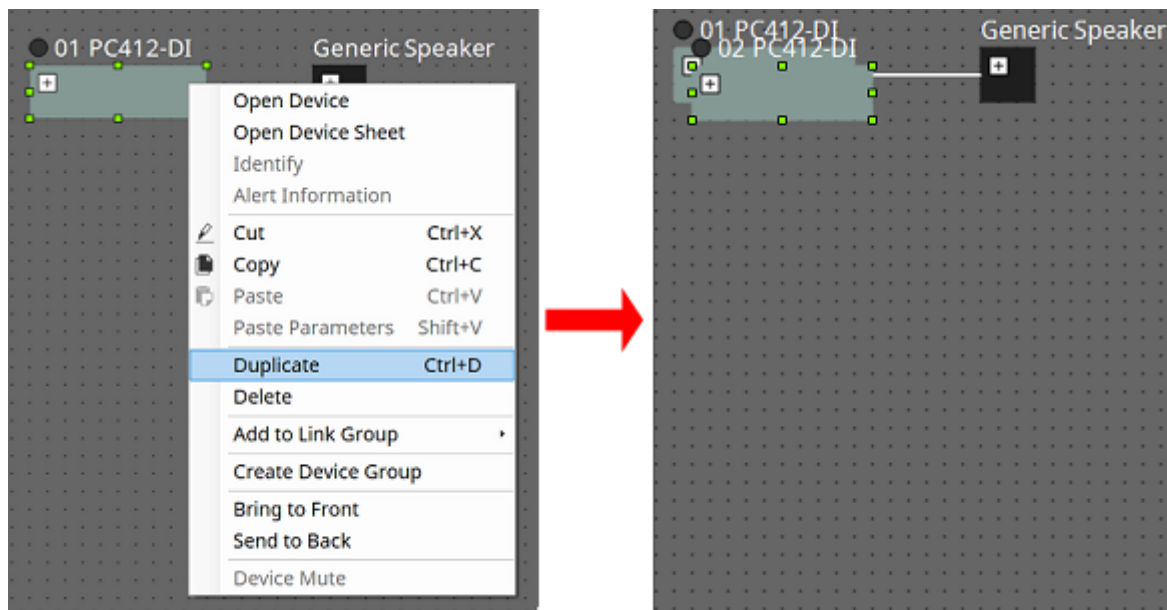 01 PC412-DI
Generic Speaker
Open Device
Open Device Sheet
Identify
Alert Information
Cut Ctrl+X
Copy Ctrl+C
Paste Ctrl+V
Paste Parameters Shift+V
Duplicate Ctrl+D
Delete
Add to Link Group
Create Device Group
Bring to Front
Send to Back
Device Mute
01 PC412-DI
02 PC412-DI
Generic Speaker